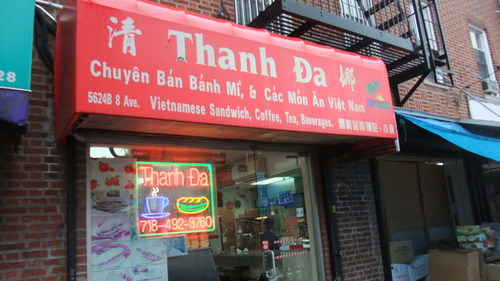 28
清 Thanh Đa
Chuyên Bán Bánh Mì, & Các Món Ăn Việt Nam
5624B 8 Ave. Vietnamese Sandwich, Coffee, Tea, Beverages.
Thanh Đa
718-492-3760